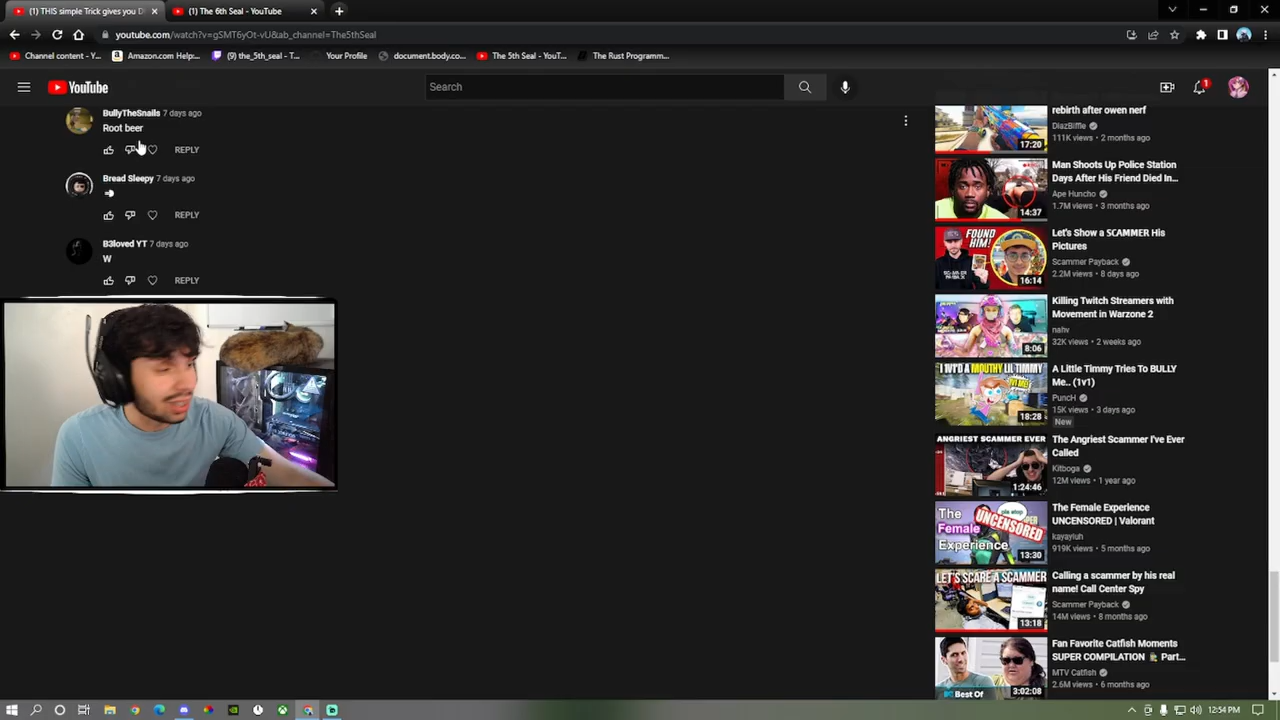 (1) THIS simple Trick gives you D
(1) The 6th Seal - YouTube
youtube.com/watch?v=gSMT6yOt-vU&ab_channel=The5thSeal
Channel content - Y...
Amazon.com Help:...
(9) the_5th_seal - T...
Your Profile
document.body.co...
The 5th Seal - YouT...
The Rust Programm...
YouTube
Search
1
BullyTheSnails 7 days ago
Root beer
REPLY
Bread Sleepy 7 days ago
REPLY
B3loved YT 7 days ago
W
REPLY
17:20
rebirth after owen nerf
DiazBiffle
111K views • 2 months ago
14:37
Man Shoots Up Police Station
Days After His Friend Died In...
Ape Huncho
1.7M views • 3 months ago
FOUND
HIM!
16:14
Let's Show a SCAMMER His
Pictures
Scammer Payback
2.2M views • 8 days ago
8:06
Killing Twitch Streamers with
Movement in Warzone 2
nahv
32K views • 2 weeks ago
I 1V1'D A MOUTHY LIL TIMMY
18:28
A Little Timmy Tries To BULLY
Me.. (1v1)
PuncH
15K views • 3 days ago
New
ANGRIEST SCAMMER EVER
1:24:46
The Angriest Scammer I've Ever
Called
Kitboga
12M views • 1 year ago
The
Female
Experience
UNCENSORED
pls stop
13:30
The Female Experience
UNCENSORED | Valorant
kayayiuh
919K views • 5 months ago
LET'S SCARE A SCAMMER
13:18
Calling a scammer by his real
name! Call Center Spy
Scammer Payback
14M views • 8 months ago
Best Of
3:02:08
Fan Favorite Catfish Moments
SUPER COMPILATION Part...
MTV Catfish
2.6M views • 6 months ago
12:54 PM